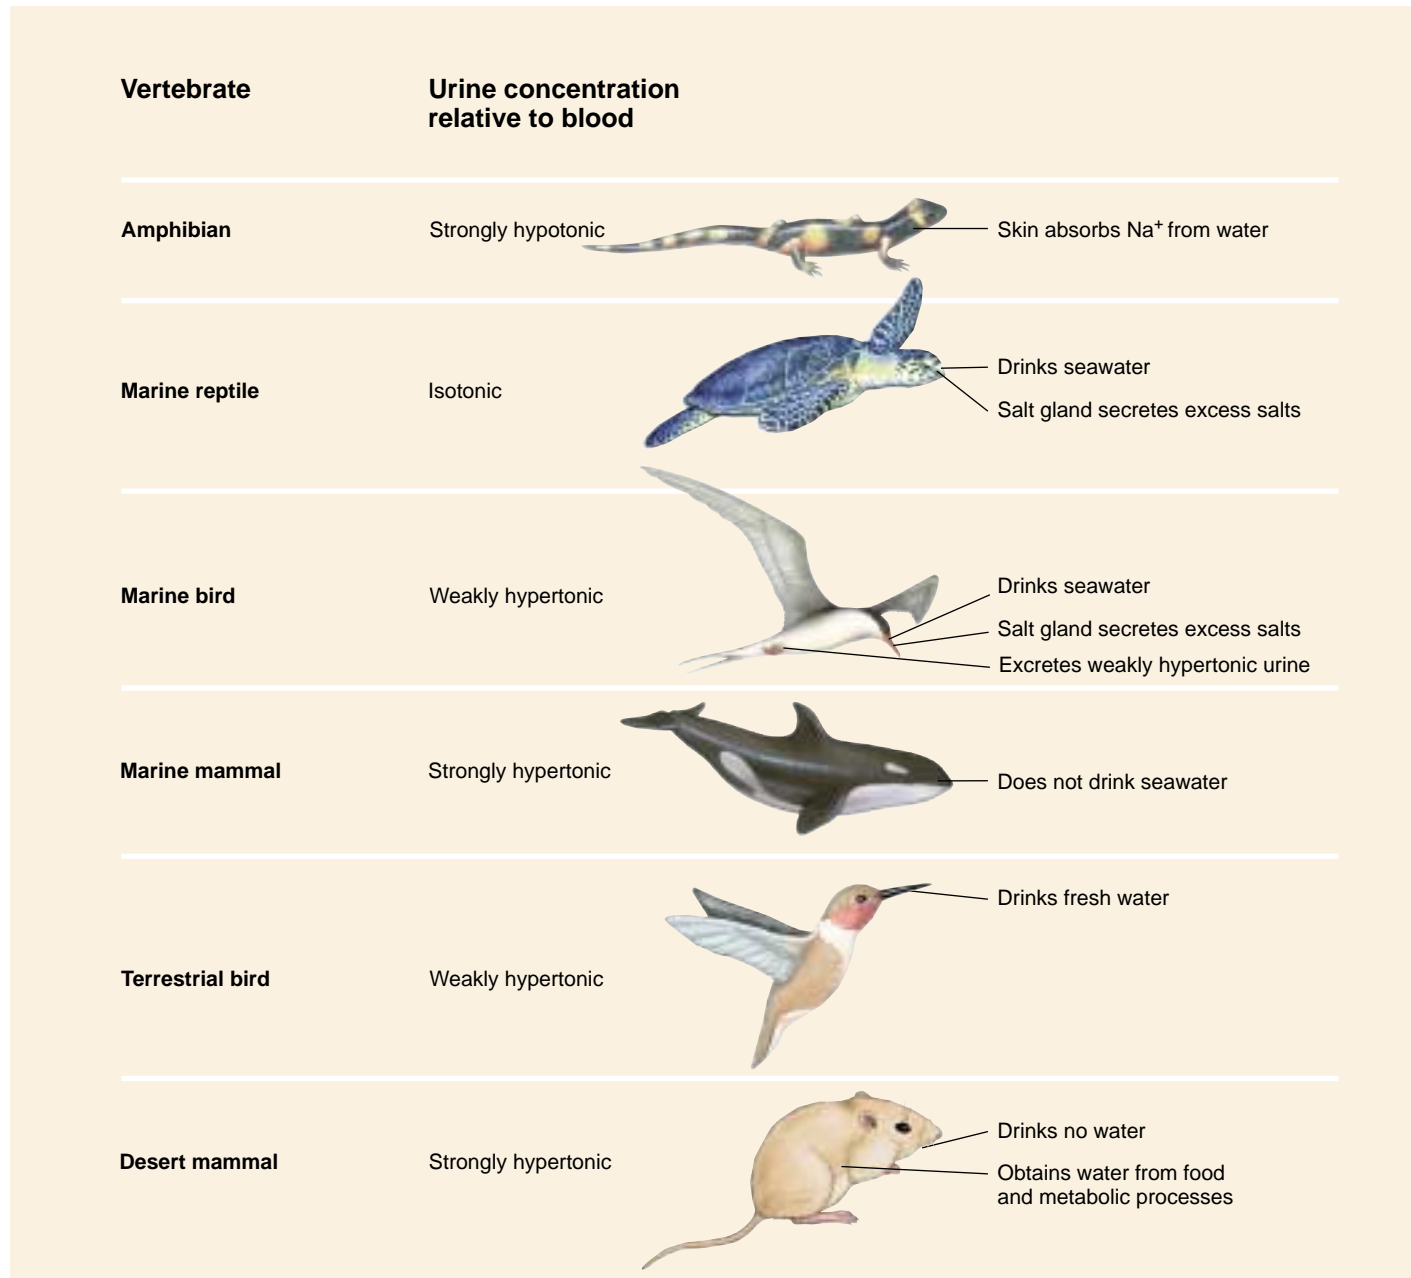 Vertebrate
Urine concentration
relative to blood
Amphibian
Strongly hypotonic
Skin absorbs Na+ from water
Marine reptile
Isotonic
Drinks seawater
Salt gland secretes excess salts
Marine bird
Weakly hypertonic
Drinks seawater
Salt gland secretes excess salts
Excretes weakly hypertonic urine
Marine mammal
Strongly hypertonic
Does not drink seawater
Terrestrial bird
Weakly hypertonic
Drinks fresh water
Desert mammal
Strongly hypertonic
Drinks no water
Obtains water from food
and metabolic processes